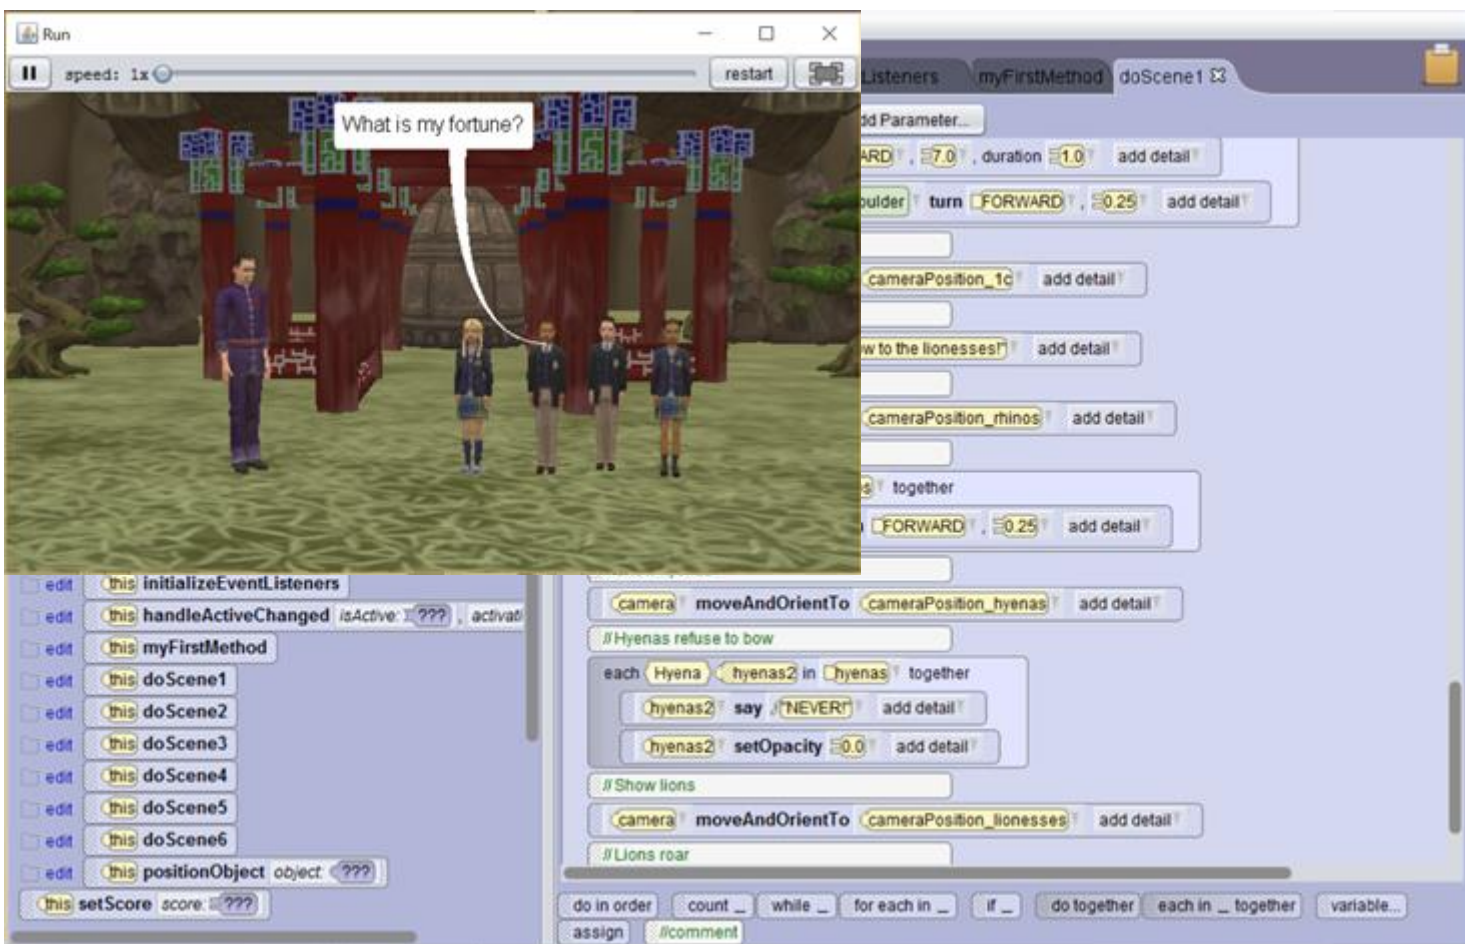 Run
speed: 1x
restart
What is my fortune?
Listeners
myFirstMethod
doScene1
dd Parameter...
ARD , 7.0 , duration 1.0 add detail
oulder turn FORWARD , 0.25 add detail
cameraPosition_1c add detail
w to the lionesses!" add detail
cameraPosition_rhinos add detail
s together
FORWARD , 0.25 add detail
camera moveAndOrientTo cameraPosition_hyenas add detail
//Hyenas refuse to bow
each Hyena hyenas2 in hyenas together
hyenas2 say "NEVER!" add detail
hyenas2 setOpacity 0.0 add detail
//Show lions
camera moveAndOrientTo cameraPosition_lionesses add detail
//Lions roar
edit this initializeEventListeners
edit this handleActiveChanged isActive: ??? , activati
edit this myFirstMethod
edit this doScene1
edit this doScene2
edit this doScene3
edit this doScene4
edit this doScene5
edit this doScene6
edit this positionObject object: ???
this setScore score: ???
do in order
count _
while _
for each in _
if _
do together
each in _ together
variable...
assign
//comment